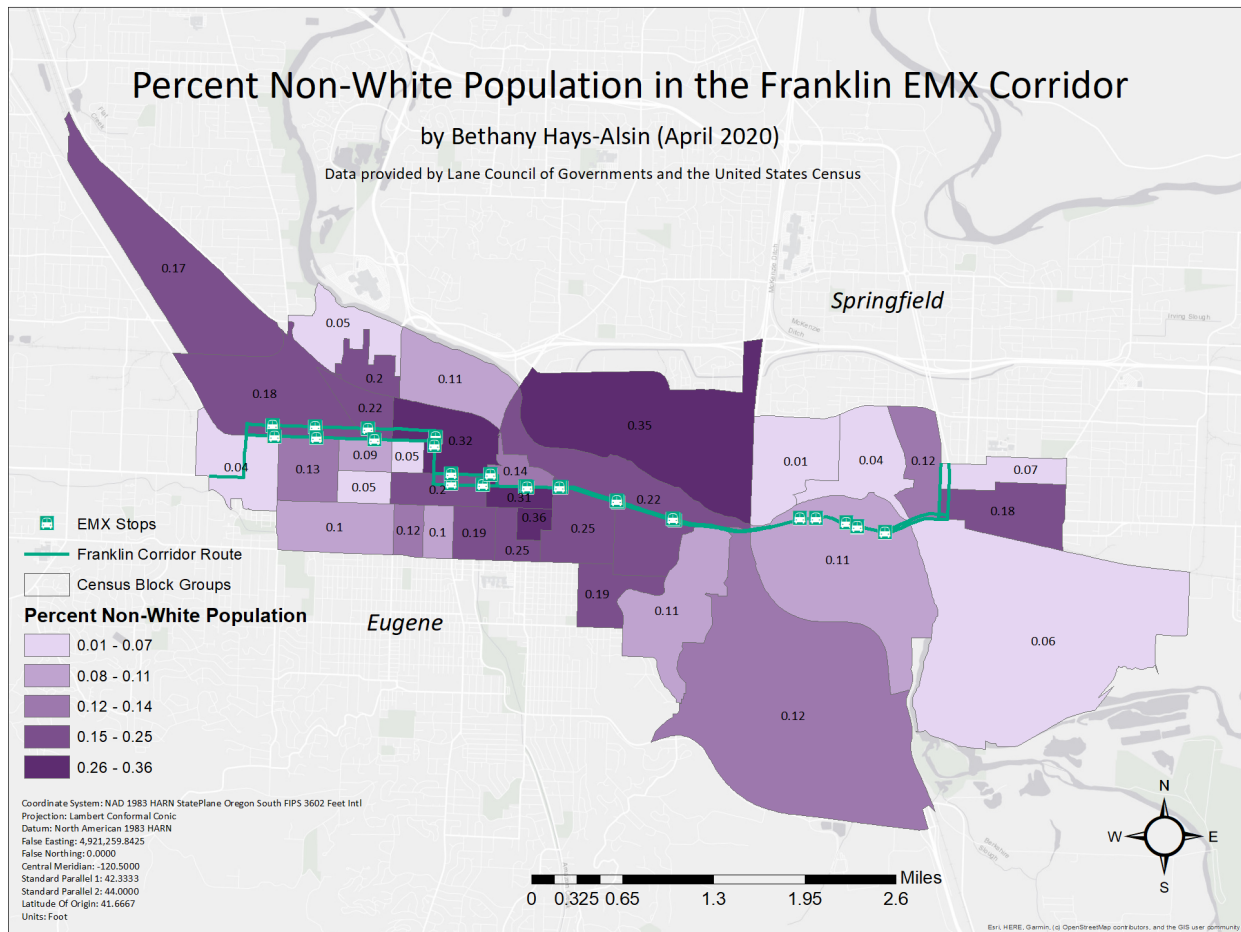 Percent Non-White Population in the Franklin EMX Corridor
by Bethany Hays-Alsin (April 2020)
Data provided by Lane Council of Governments and the United States Census
Flat Creek
McKenzie Ditch
McKenzie Ditch
Irving Slough
Springfield
0.17
0.05
0.2
0.11
0.18
0.22
0.32
0.35
0.04
0.13
0.09
0.05
0.05
0.2
0.14
0.31
0.36
0.22
0.25
0.1
0.12
0.1
0.19
0.25
0.19
0.11
0.01
0.04
0.12
0.07
0.18
0.11
0.06
0.12
Eugene
EMX Stops
Franklin Corridor Route
Census Block Groups
Percent Non-White Population
0.01 - 0.07
0.08 - 0.11
0.12 - 0.14
0.15 - 0.25
0.26 - 0.36
Coordinate System: NAD 1983 HARN StatePlane Oregon South FIPS 3602 Feet Intl
Projection: Lambert Conformal Conic
Datum: North American 1983 HARN
False Easting: 4,921,259.8425
False Northing: 0.0000
Central Meridian: -120.5000
Standard Parallel 1: 42.3333
Standard Parallel 2: 44.0000
Latitude Of Origin: 41.6667
Units: Foot
Miles
0 0.325 0.65 1.3 1.95 2.6
N
W E
S
Esri, HERE, Garmin, (c) OpenStreetMap contributors, and the GIS user community